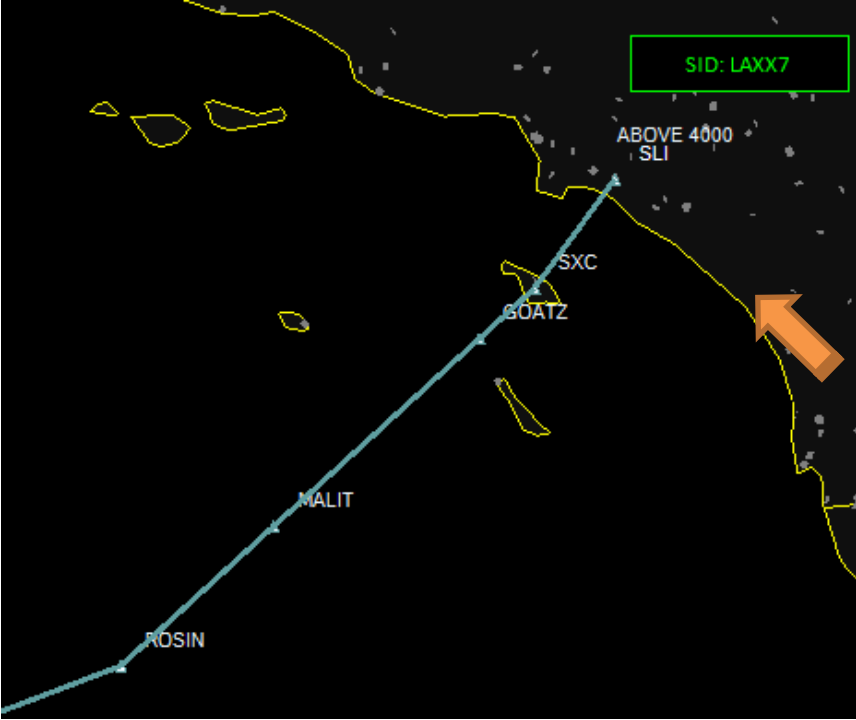 SID: LAXX7
ABOVE 4000
SLI
SXC
GOATZ
MALIT
ROSIN